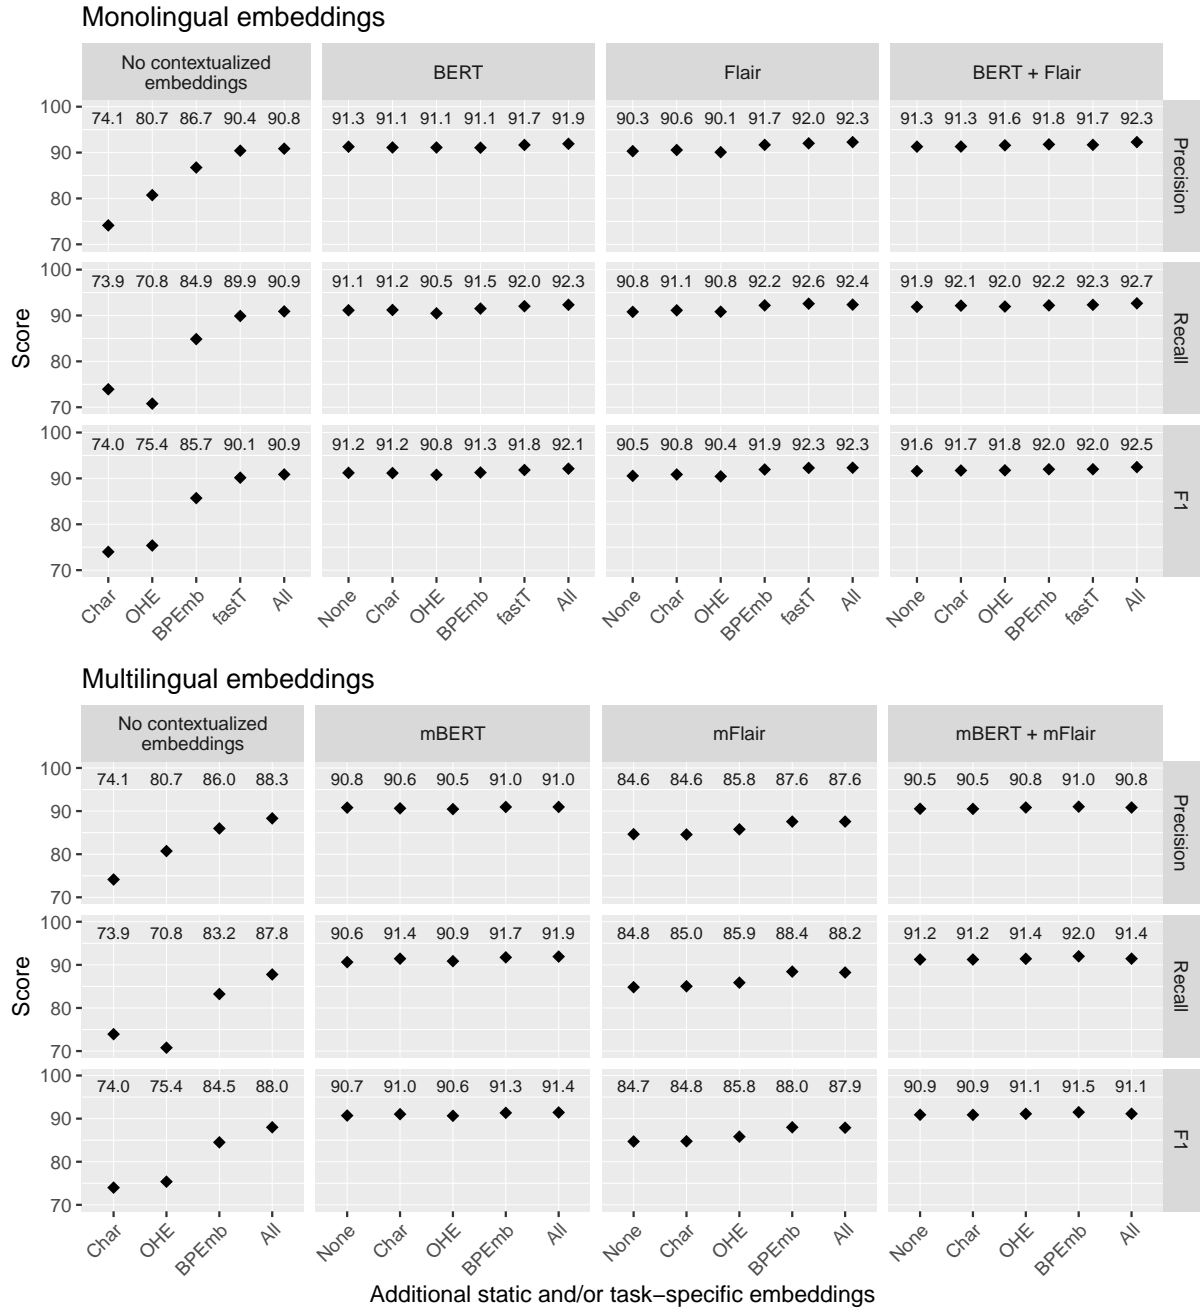 Monolingual embeddings
No contextualized
embeddings
BERT
Flair
BERT + Flair
100
90
80
70
74.1 80.7 86.7 90.4 90.8
91.3 91.1 91.1 91.1 91.7 91.9
90.3 90.6 90.1 91.7 92.0 92.3
91.3 91.3 91.6 91.8 91.7 92.3
Precision
100
90
80
70
73.9 70.8 84.9 89.9 90.9
91.1 91.2 90.5 91.5 92.0 92.3
90.8 91.1 90.8 92.2 92.6 92.4
91.9 92.1 92.0 92.2 92.3 92.7
Recall
Score
100
90
80
70
74.0 75.4 85.7 90.1 90.9
91.2 91.2 90.8 91.3 91.8 92.1
90.5 90.8 90.4 91.9 92.3 92.3
91.6 91.7 91.8 92.0 92.0 92.5
F1
Char OHE BPEmb fastT All
None Char OHE BPEmb fastT All
None Char OHE BPEmb fastT All
None Char OHE BPEmb fastT All
Multilingual embeddings
No contextualized
embeddings
mBERT
mFlair
mBERT + mFlair
100
90
80
70
74.1 80.7 86.0 88.3
90.8 90.6 90.5 91.0 91.0
84.6 84.6 85.8 87.6 87.6
90.5 90.5 90.8 91.0 90.8
Precision
100
90
80
70
73.9 70.8 83.2 87.8
90.6 91.4 90.9 91.7 91.9
84.8 85.0 85.9 88.4 88.2
91.2 91.2 91.4 92.0 91.4
Recall
Score
100
90
80
70
74.0 75.4 84.5 88.0
90.7 91.0 90.6 91.3 91.4
84.7 84.8 85.8 88.0 87.9
90.9 90.9 91.1 91.5 91.1
F1
Char OHE BPEmb All
None Char OHE BPEmb All
None Char OHE BPEmb All
None Char OHE BPEmb All
Additional static and/or task−specific embeddings